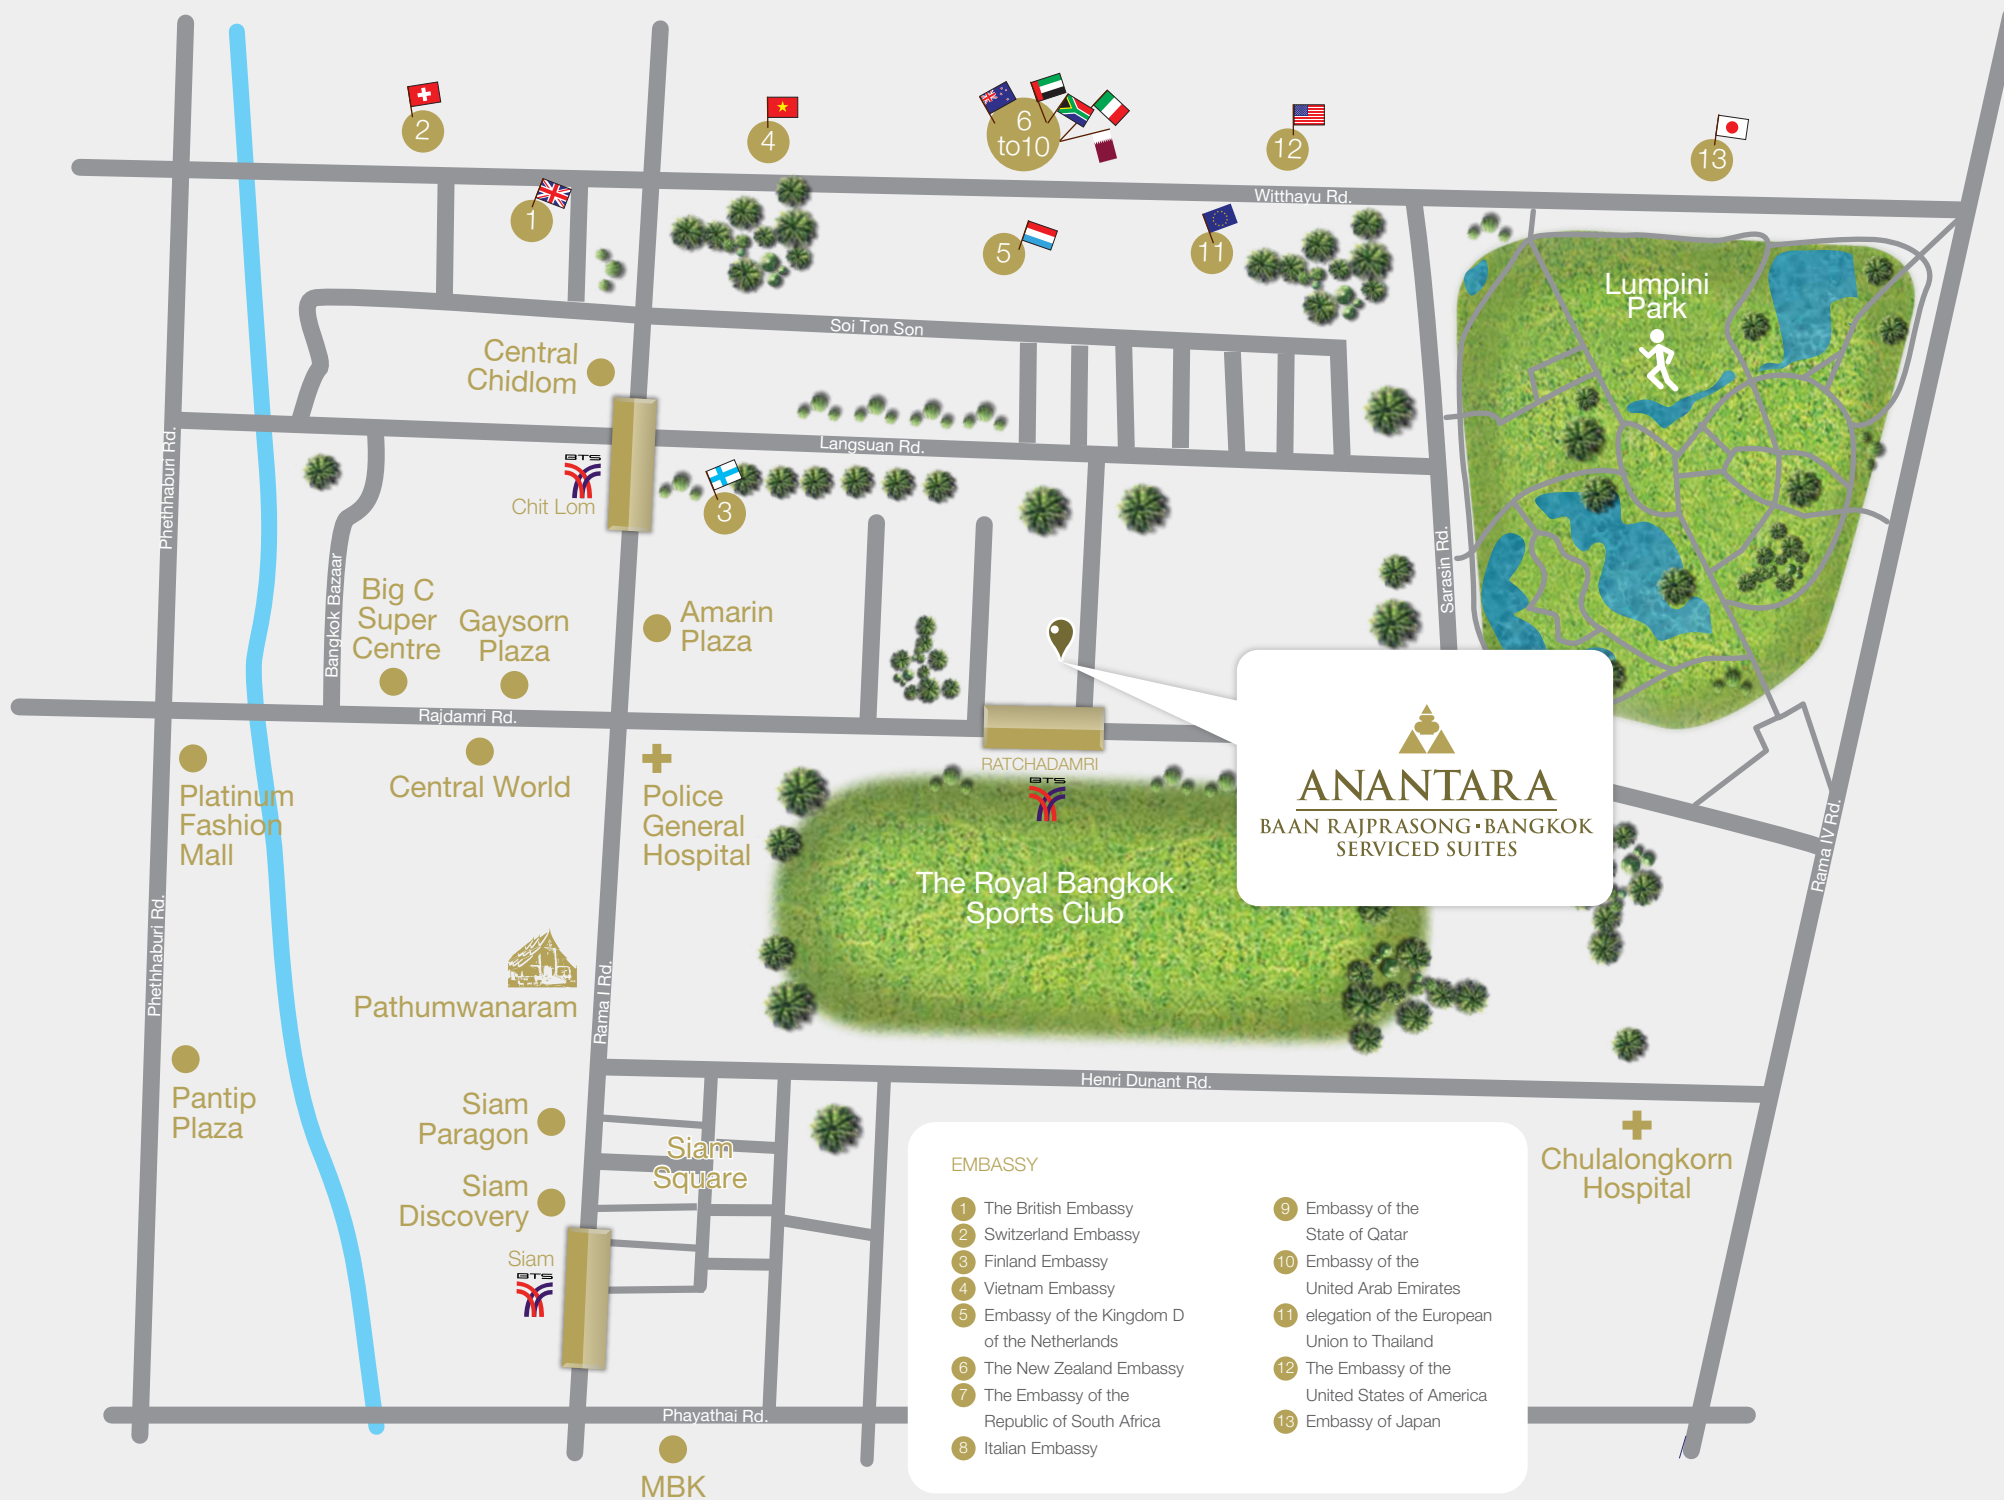 2
4
6
to10
12
13
1
5
11
Witthayu Rd.
Lumpini
Park
Soi Ton Son
Central
Chidlom
Langsuan Rd.
BTS
Chit Lom
3
Phethhaburi Rd.
Bangkok Bazaar
Sarasin Rd.
Big C
Super
Centre
Gaysorn
Plaza
Amarin
Plaza
Rajdamri Rd.
RATCHADAMRI
BTS
ANANTARA
BAAN RAJPRASONG·BANGKOK
SERVICED SUITES
Platinum
Fashion
Mall
Central World
Police
General
Hospital
Rama IV Rd.
The Royal Bangkok
Sports Club
Phethhaburi Rd.
Pathumwanaram
Rama I Rd.
Henri Dunant Rd.
Pantip
Plaza
Siam
Paragon
Siam
Square
Siam
Discovery
Siam
BTS
Chulalongkorn
Hospital
Phayathai Rd.
MBK
EMBASSY
1 The British Embassy
2 Switzerland Embassy
3 Finland Embassy
4 Vietnam Embassy
5 Embassy of the Kingdom D
of the Netherlands
6 The New Zealand Embassy
7 The Embassy of the
Republic of South Africa
8 Italian Embassy
9 Embassy of the
State of Qatar
10 Embassy of the
United Arab Emirates
11 elegation of the European
Union to Thailand
12 The Embassy of the
United States of America
13 Embassy of Japan